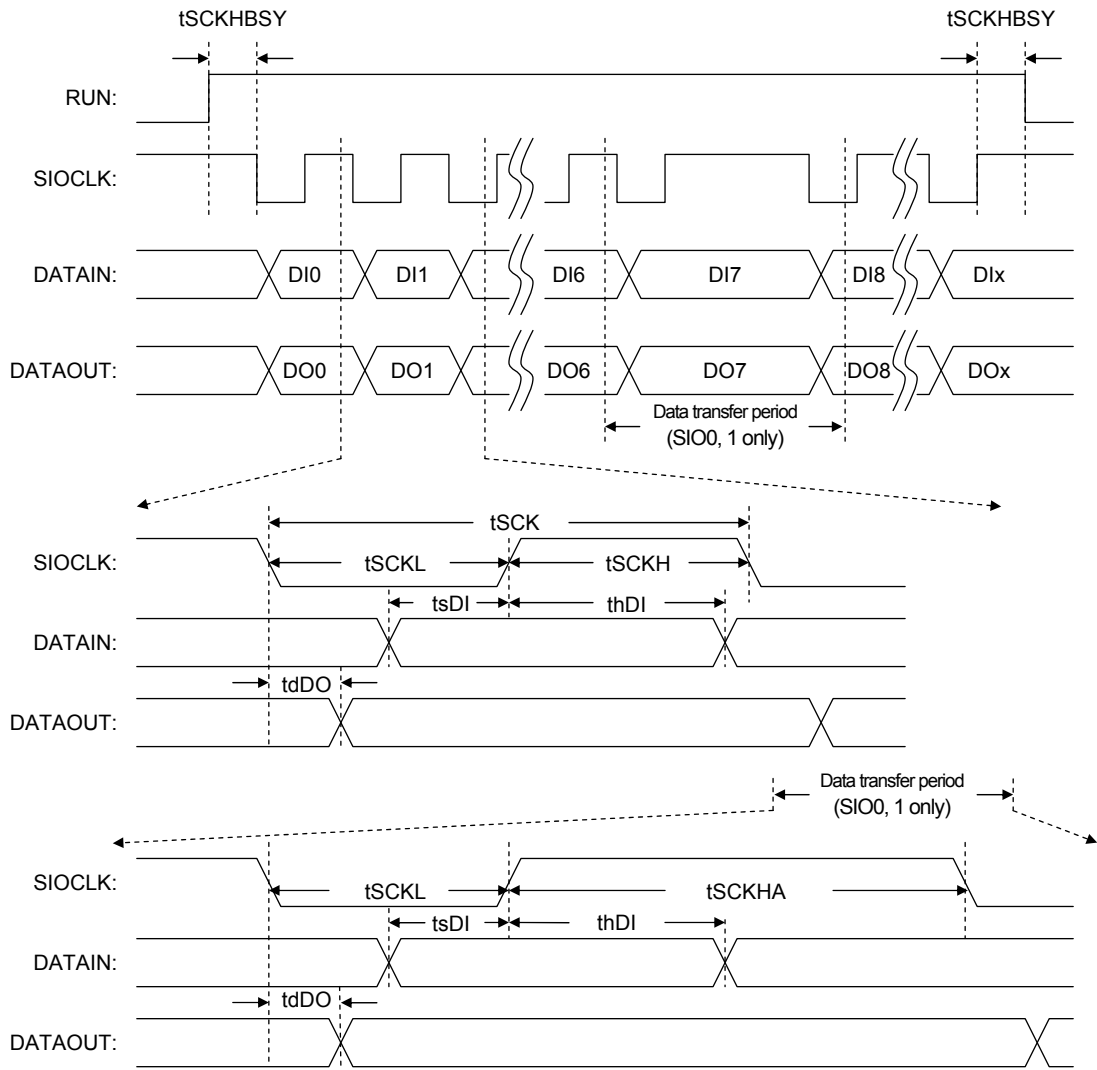 tSCKHBSY tSCKHBSY
RUN:
SIOCLK:
DATAIN: DI0 DI1 DI6 DI7 DI8 DIx
DATAOUT: DO0 DO1 DO6 DO7 DO8 DOx
Data transfer period
(SIO0, 1 only)
tSCK
SIOCLK: tSCKL tSCKH
tsDI thDI
DATAIN:
tdDO
DATAOUT:
Data transfer period
(SIO0, 1 only)
SIOCLK: tSCKL tSCKHA
tsDI thDI
DATAIN:
tdDO
DATAOUT: